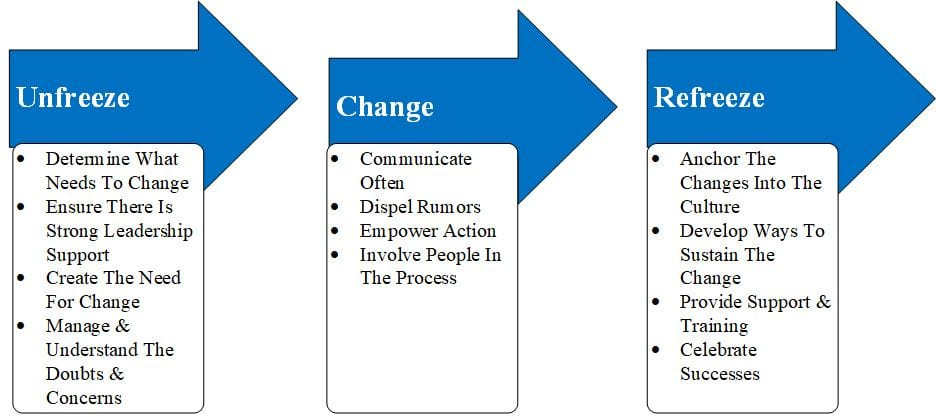 Unfreeze
• Determine What
Needs To Change
• Ensure There Is
Strong Leadership
Support
• Create The Need
For Change
• Manage &
Understand The
Doubts &
Concerns
Change
• Communicate
Often
• Dispel Rumors
• Empower Action
• Involve People In
The Process
Refreeze
• Anchor The
Changes Into The
Culture
• Develop Ways To
Sustain The
Change
• Provide Support &
Training
• Celebrate
Successes